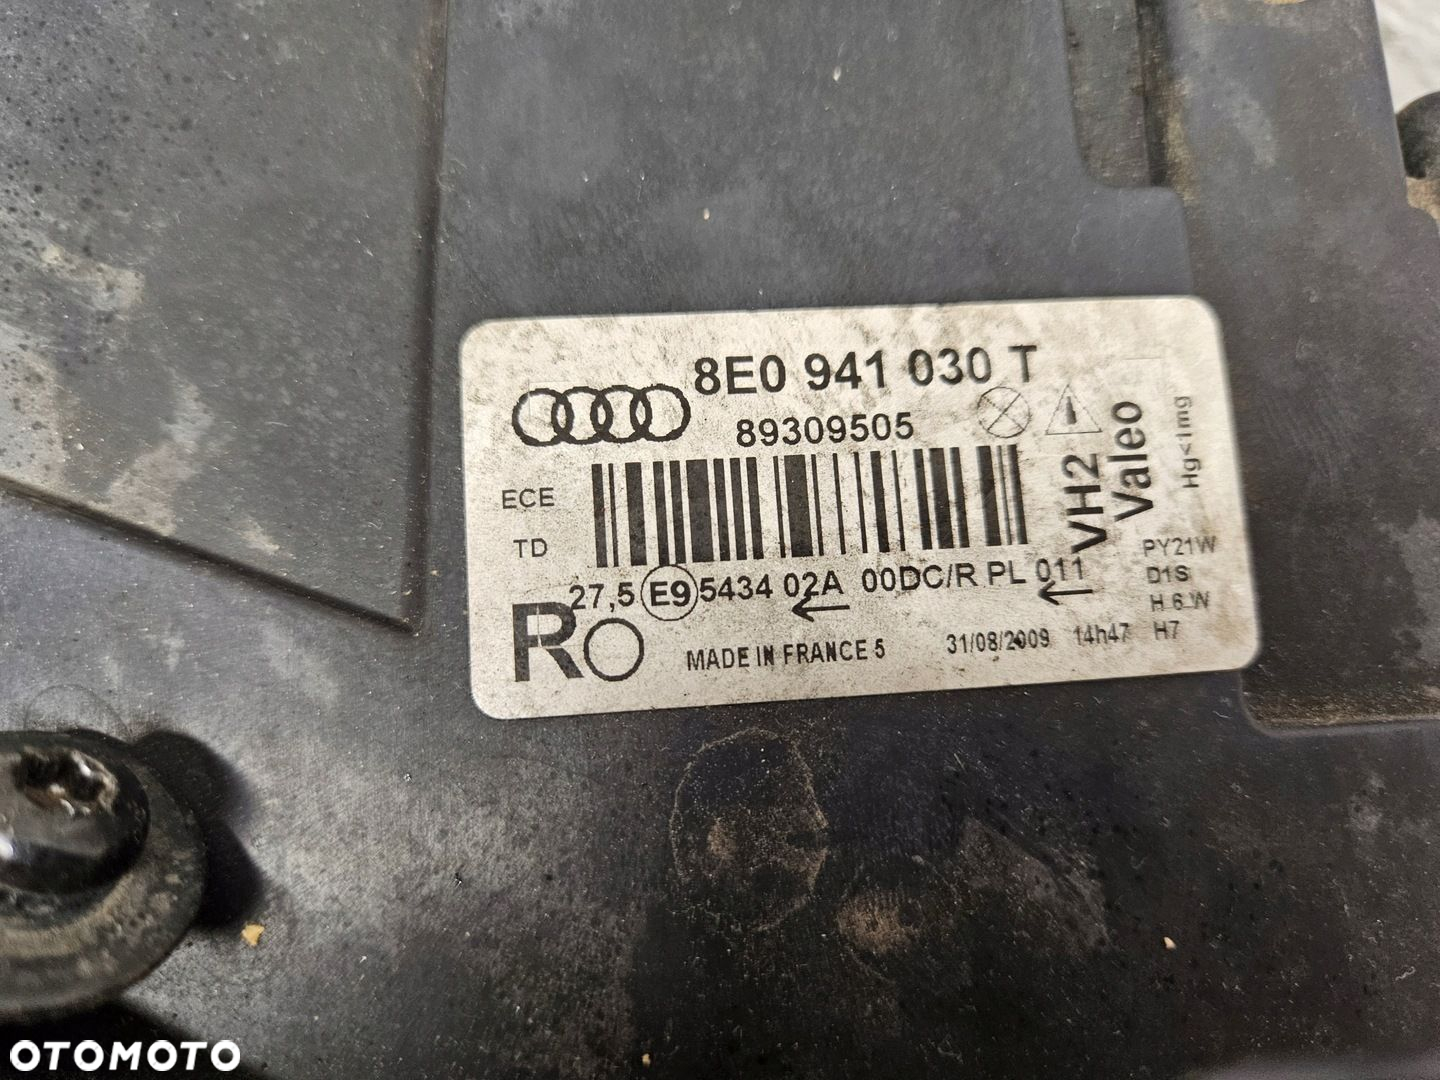 8E0 941 030 T
89309505
ECE
TD
VH2
Valeo
Hg<1mg
27,5 E9 5434 02A 00DC/R PL 011
PY21W
D1S
H 6 W
H7
R
MADE IN FRANCE 5 31/08/2009 14h47
OTOMOTO